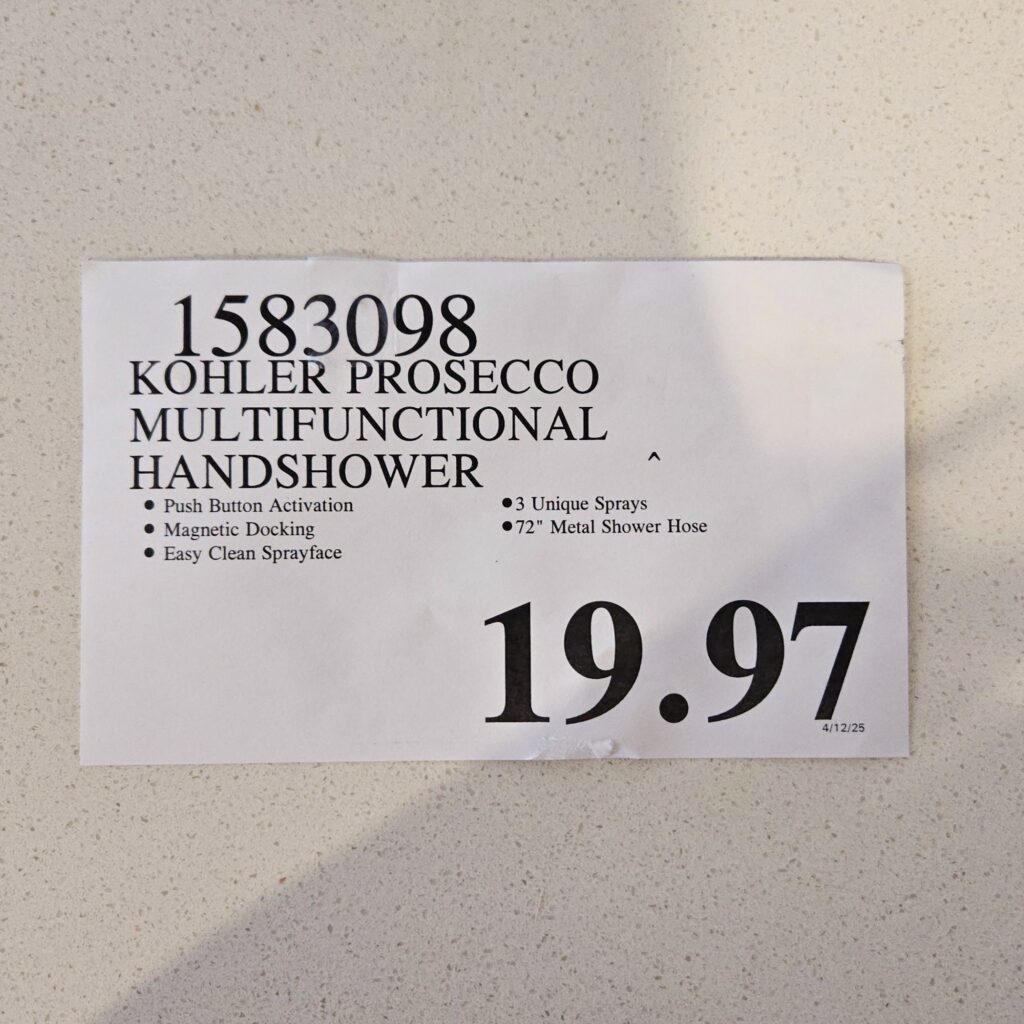 1583098
KOHLER PROSECCO
MULTIFUNCTIONAL
HANDSHOWER
^
• Push Button Activation
• Magnetic Docking
• Easy Clean Sprayface
•3 Unique Sprays
•72" Metal Shower Hose
19.97
4/12/25